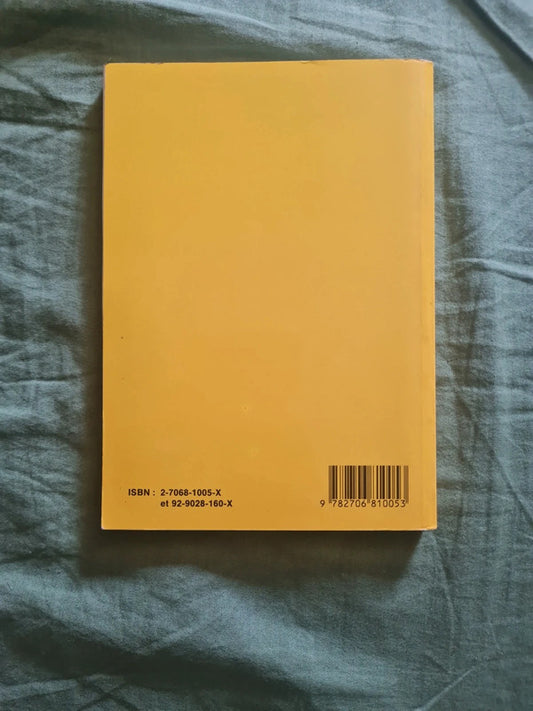 ISBN : 2-7068-1005-X
et 92-9028-160-X
9 782706 810053